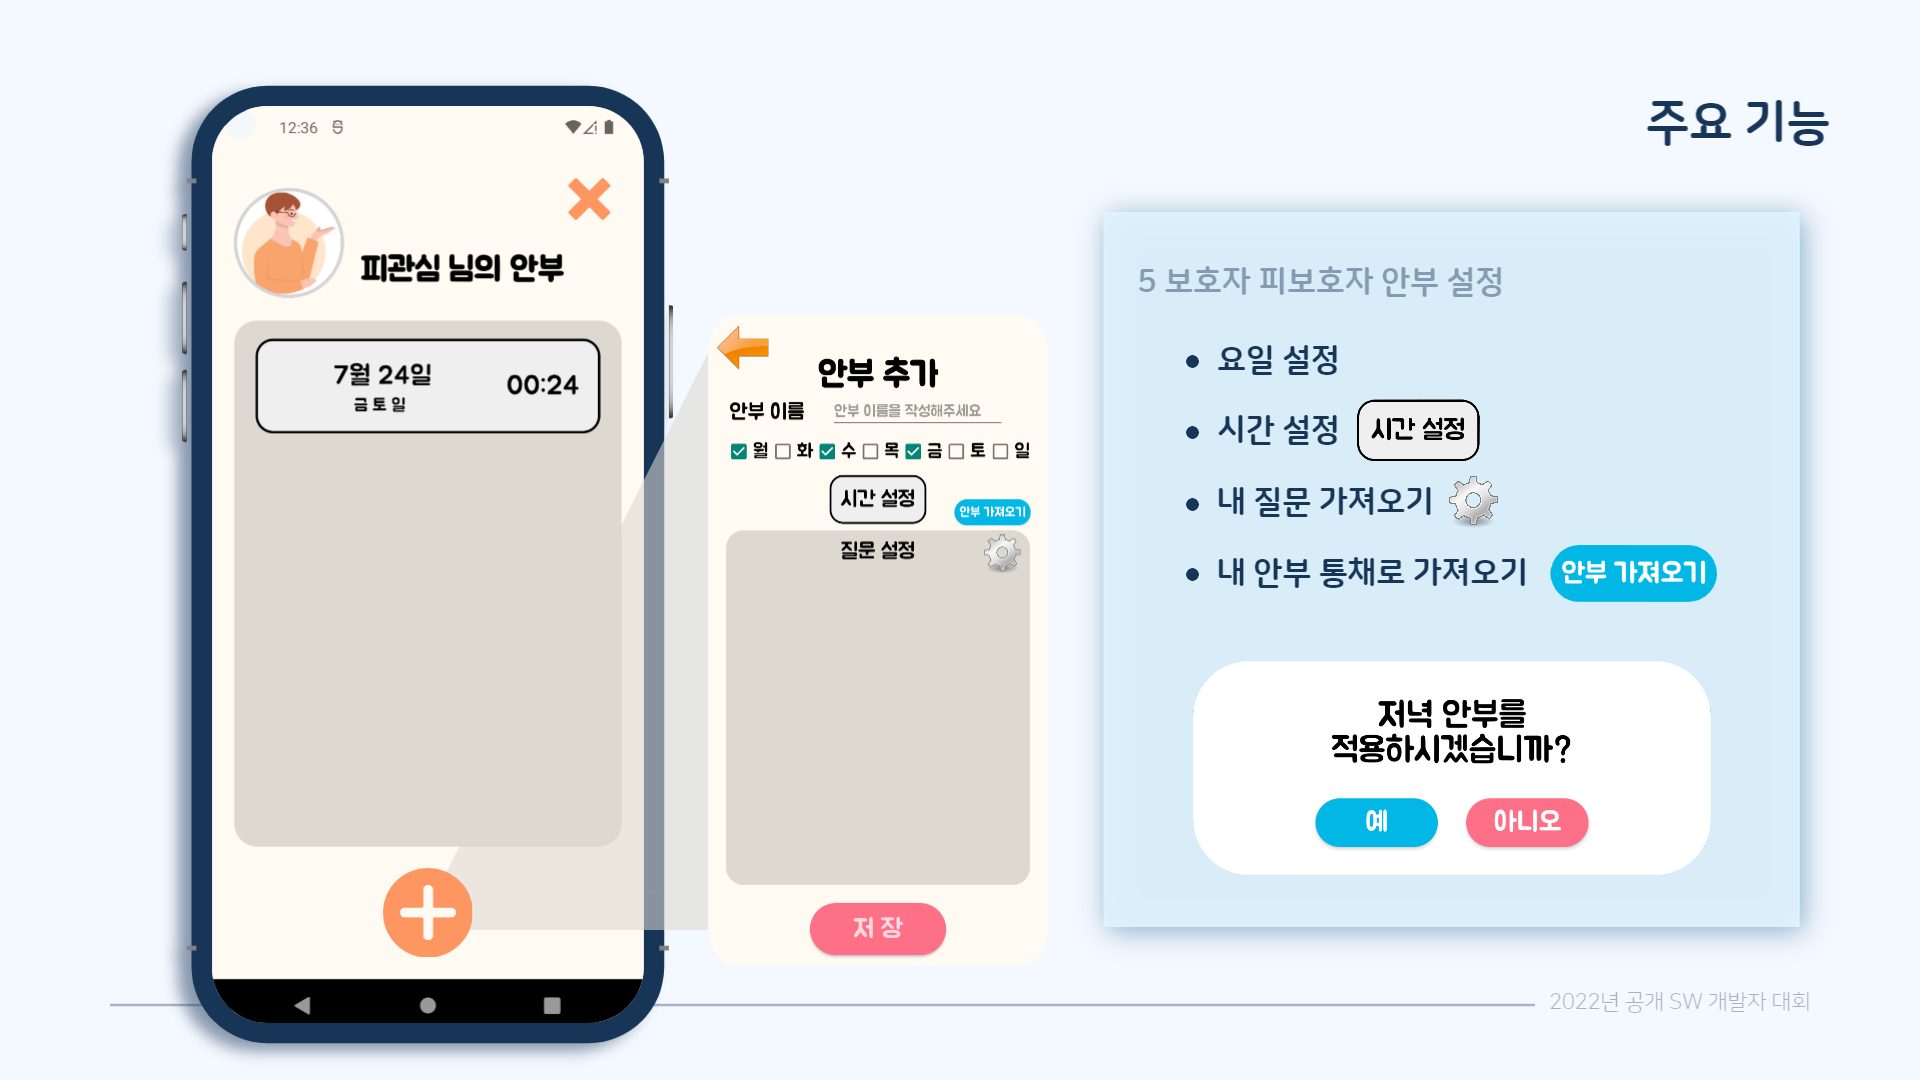 주요 기능
12:36
피관심 님의 안부
7월 24일
금 토 일
00:24
안부 추가
안부 이름
안부 이름을 작성해주세요
월 화 수 목 금 토 일
시간 설정
안부 가져오기
질문 설정
저장
5 보호자 피보호자 안부 설정
요일 설정
시간 설정 시간 설정
내 질문 가져오기
내 안부 통채로 가져오기 안부 가져오기
저녁 안부를
적용하시겠습니까?
예 아니오
2022년 공개 SW 개발자 대회